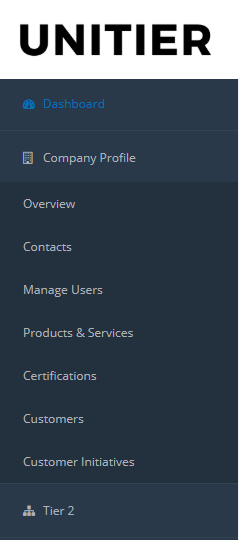 UNITIER
Dashboard
Company Profile
Overview
Contacts
Manage Users
Products & Services
Certifications
Customers
Customer Initiatives
Tier 2